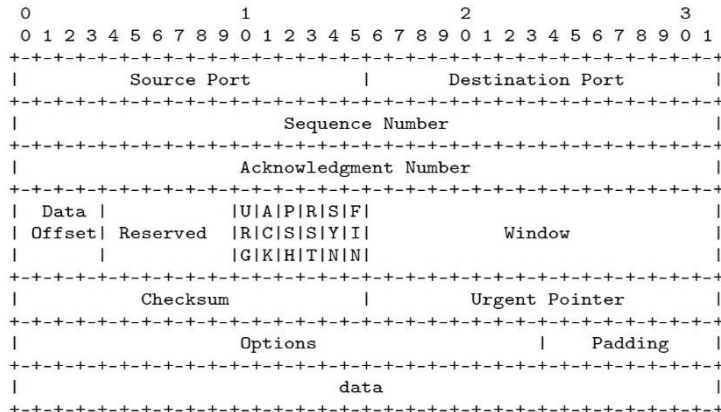 0                   1                   2                   3
 0 1 2 3 4 5 6 7 8 9 0 1 2 3 4 5 6 7 8 9 0 1 2 3 4 5 6 7 8 9 0 1
+-+-+-+-+-+-+-+-+-+-+-+-+-+-+-+-+-+-+-+-+-+-+-+-+-+-+-+-+-+-+-+-+
|          Source Port          |       Destination Port        |
+-+-+-+-+-+-+-+-+-+-+-+-+-+-+-+-+-+-+-+-+-+-+-+-+-+-+-+-+-+-+-+-+
|                        Sequence Number                        |
+-+-+-+-+-+-+-+-+-+-+-+-+-+-+-+-+-+-+-+-+-+-+-+-+-+-+-+-+-+-+-+-+
|                    Acknowledgment Number                      |
+-+-+-+-+-+-+-+-+-+-+-+-+-+-+-+-+-+-+-+-+-+-+-+-+-+-+-+-+-+-+-+-+
|  Data |           |U|A|P|R|S|F|                               |
| Offset| Reserved  |R|C|S|S|Y|I|            Window             |
|       |           |G|K|H|T|N|N|                               |
+-+-+-+-+-+-+-+-+-+-+-+-+-+-+-+-+-+-+-+-+-+-+-+-+-+-+-+-+-+-+-+-+
|           Checksum            |         Urgent Pointer        |
+-+-+-+-+-+-+-+-+-+-+-+-+-+-+-+-+-+-+-+-+-+-+-+-+-+-+-+-+-+-+-+-+
|                    Options                    |    Padding    |
+-+-+-+-+-+-+-+-+-+-+-+-+-+-+-+-+-+-+-+-+-+-+-+-+-+-+-+-+-+-+-+-+
|                             data                              |
+-+-+-+-+-+-+-+-+-+-+-+-+-+-+-+-+-+-+-+-+-+-+-+-+-+-+-+-+-+-+-+-+